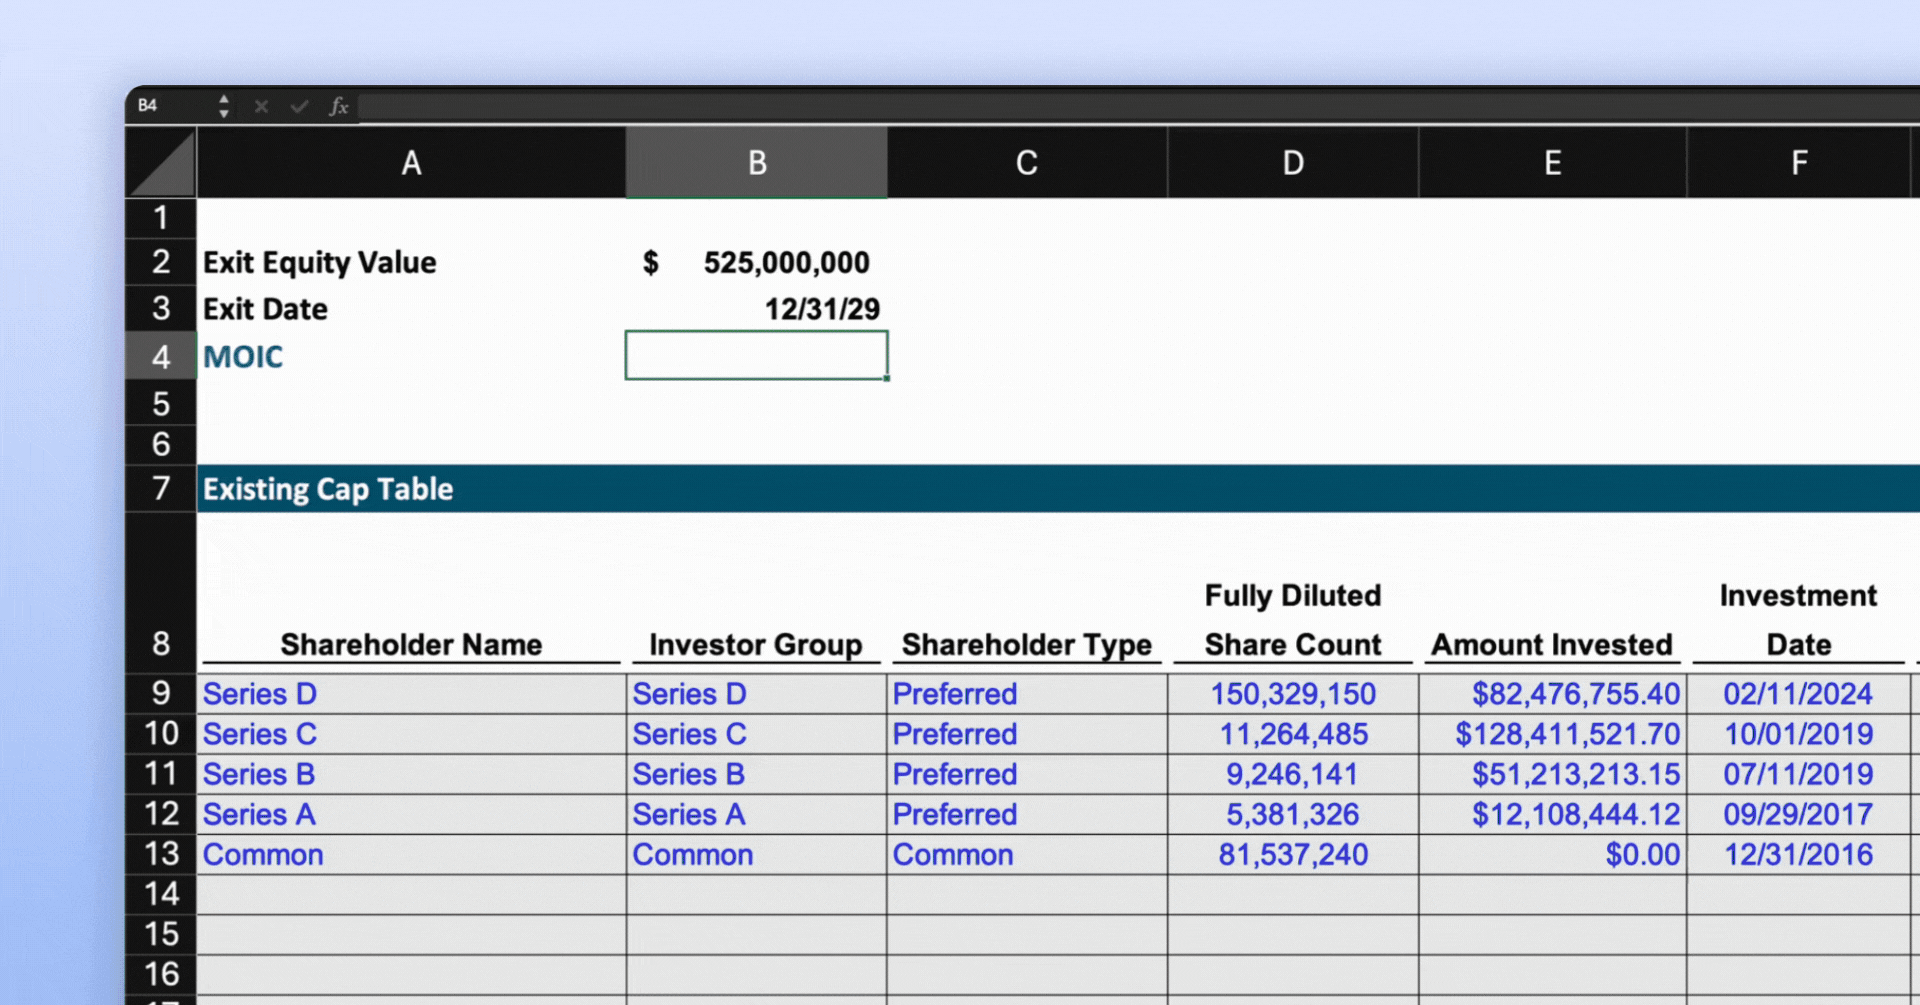 B4 fx
A B C D E F
1
2 Exit Equity Value $ 525,000,000
3 Exit Date 12/31/29
4 MOIC
5
6
7 Existing Cap Table
Fully Diluted Investment
8 Shareholder Name Investor Group Shareholder Type Share Count Amount Invested Date
9 Series D Series D Preferred 150,329,150 $82,476,755.40 02/11/2024
10 Series C Series C Preferred 11,264,485 $128,411,521.70 10/01/2019
11 Series B Series B Preferred 9,246,141 $51,213,213.15 07/11/2019
12 Series A Series A Preferred 5,381,326 $12,108,444.12 09/29/2017
13 Common Common Common 81,537,240 $0.00 12/31/2016
14
15
16